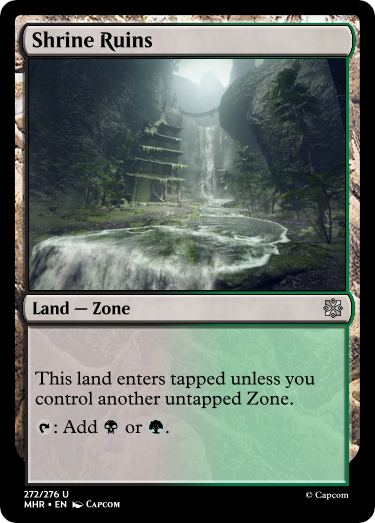 Shrine Ruins
Land — Zone
This land enters tapped unless you
control another untapped Zone.
: Add or .
272/276 U
MHR • EN CAPCOM
© Capcom